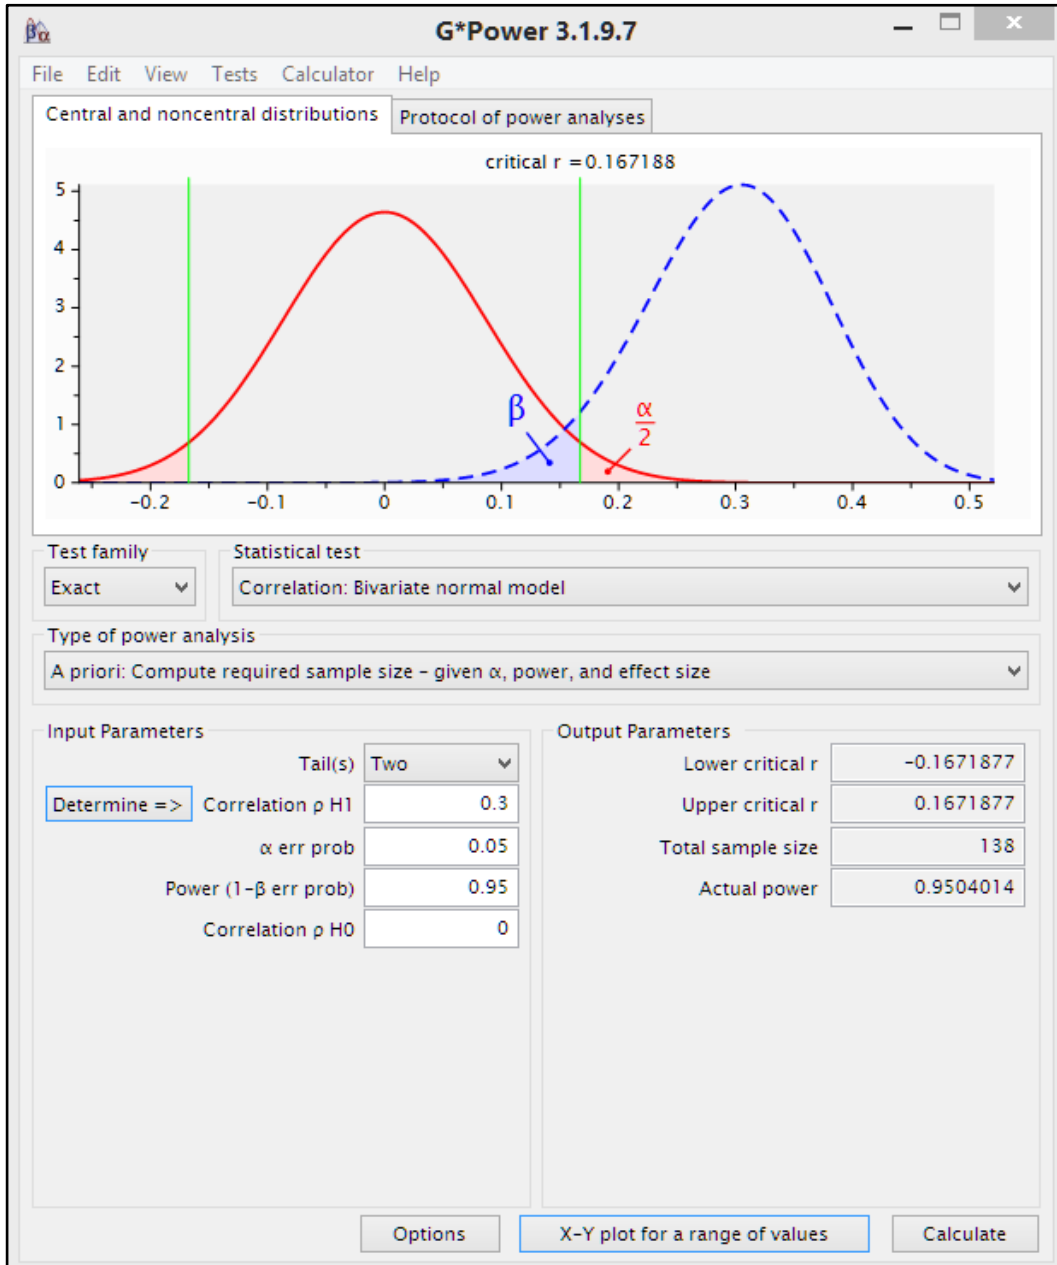 G*Power 3.1.9.7
File Edit View Tests Calculator Help
Central and noncentral distributions Protocol of power analyses
critical r = 0.167188
5
4
3
2
1
0
β
α
2
-0.2 -0.1 0 0.1 0.2 0.3 0.4 0.5
Test family Statistical test
Exact Correlation: Bivariate normal model
Type of power analysis
A priori: Compute required sample size – given α, power, and effect size
Input Parameters
Tail(s) Two
Determine => Correlation ρ H1 0.3
α err prob 0.05
Power (1-β err prob) 0.95
Correlation ρ H0 0
Output Parameters
Lower critical r -0.1671877
Upper critical r 0.1671877
Total sample size 138
Actual power 0.9504014
Options X-Y plot for a range of values Calculate